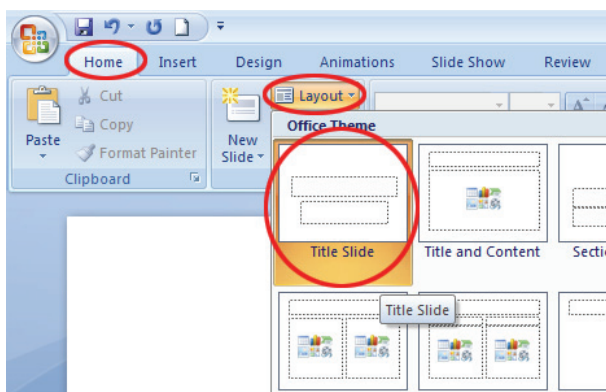 Home Insert Design Animations Slide Show Review
Cut
Copy
Format Painter
Paste
Clipboard
New
Slide
Layout
Office Theme
Title Slide
Title and Content
Secti
Title Slide